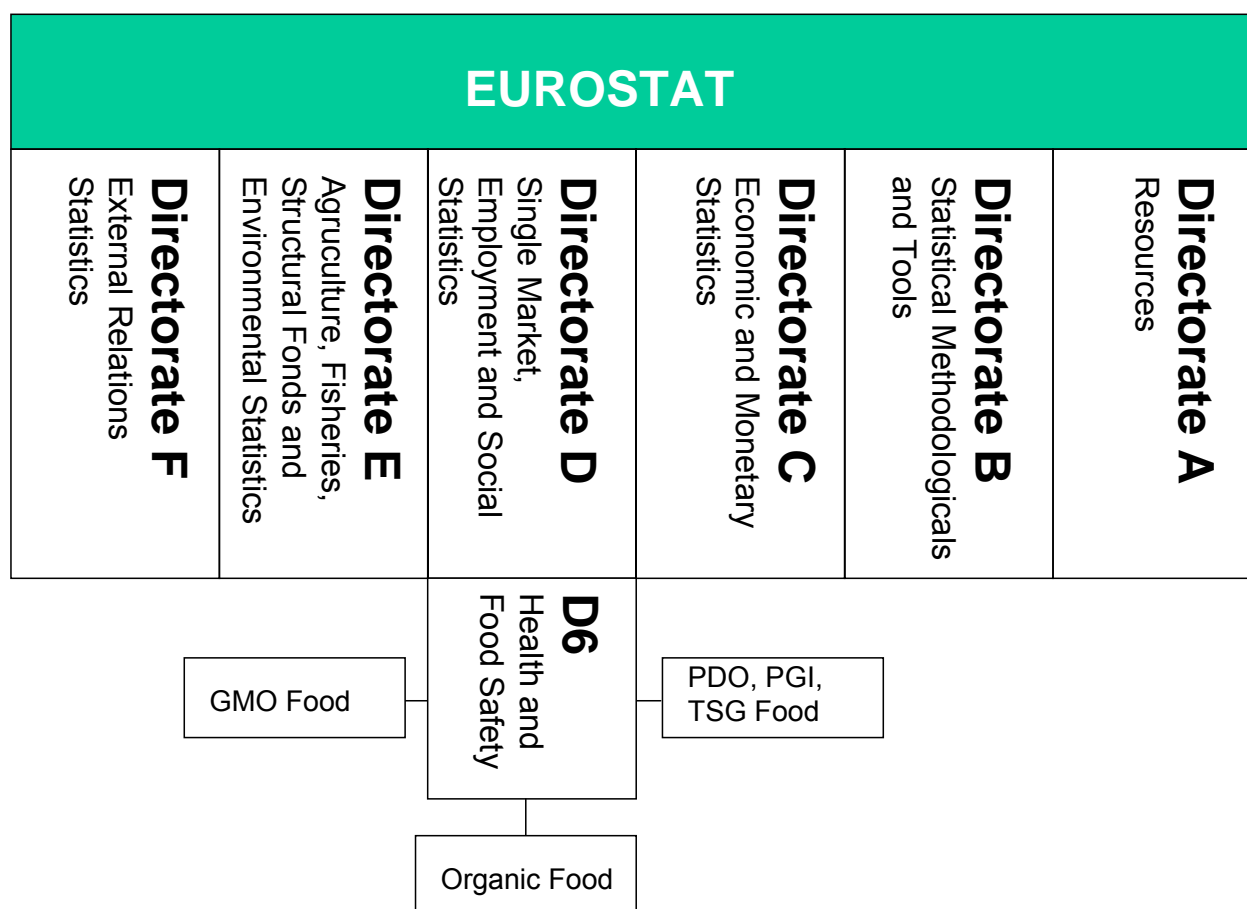 EUROSTAT
Directorate F
External Relations
Statistics
Directorate E
Agruculture, Fisheries,
Structural Fonds and
Environmental Statistics
Directorate D
Single Market,
Employment and Social
Statistics
Directorate C
Economic and Monetary
Statistics
Directorate B
Statistical Methodologicals
and Tools
Directorate A
Resources
D6
Health and
Food Safety
GMO Food
PDO, PGI,
TSG Food
Organic Food